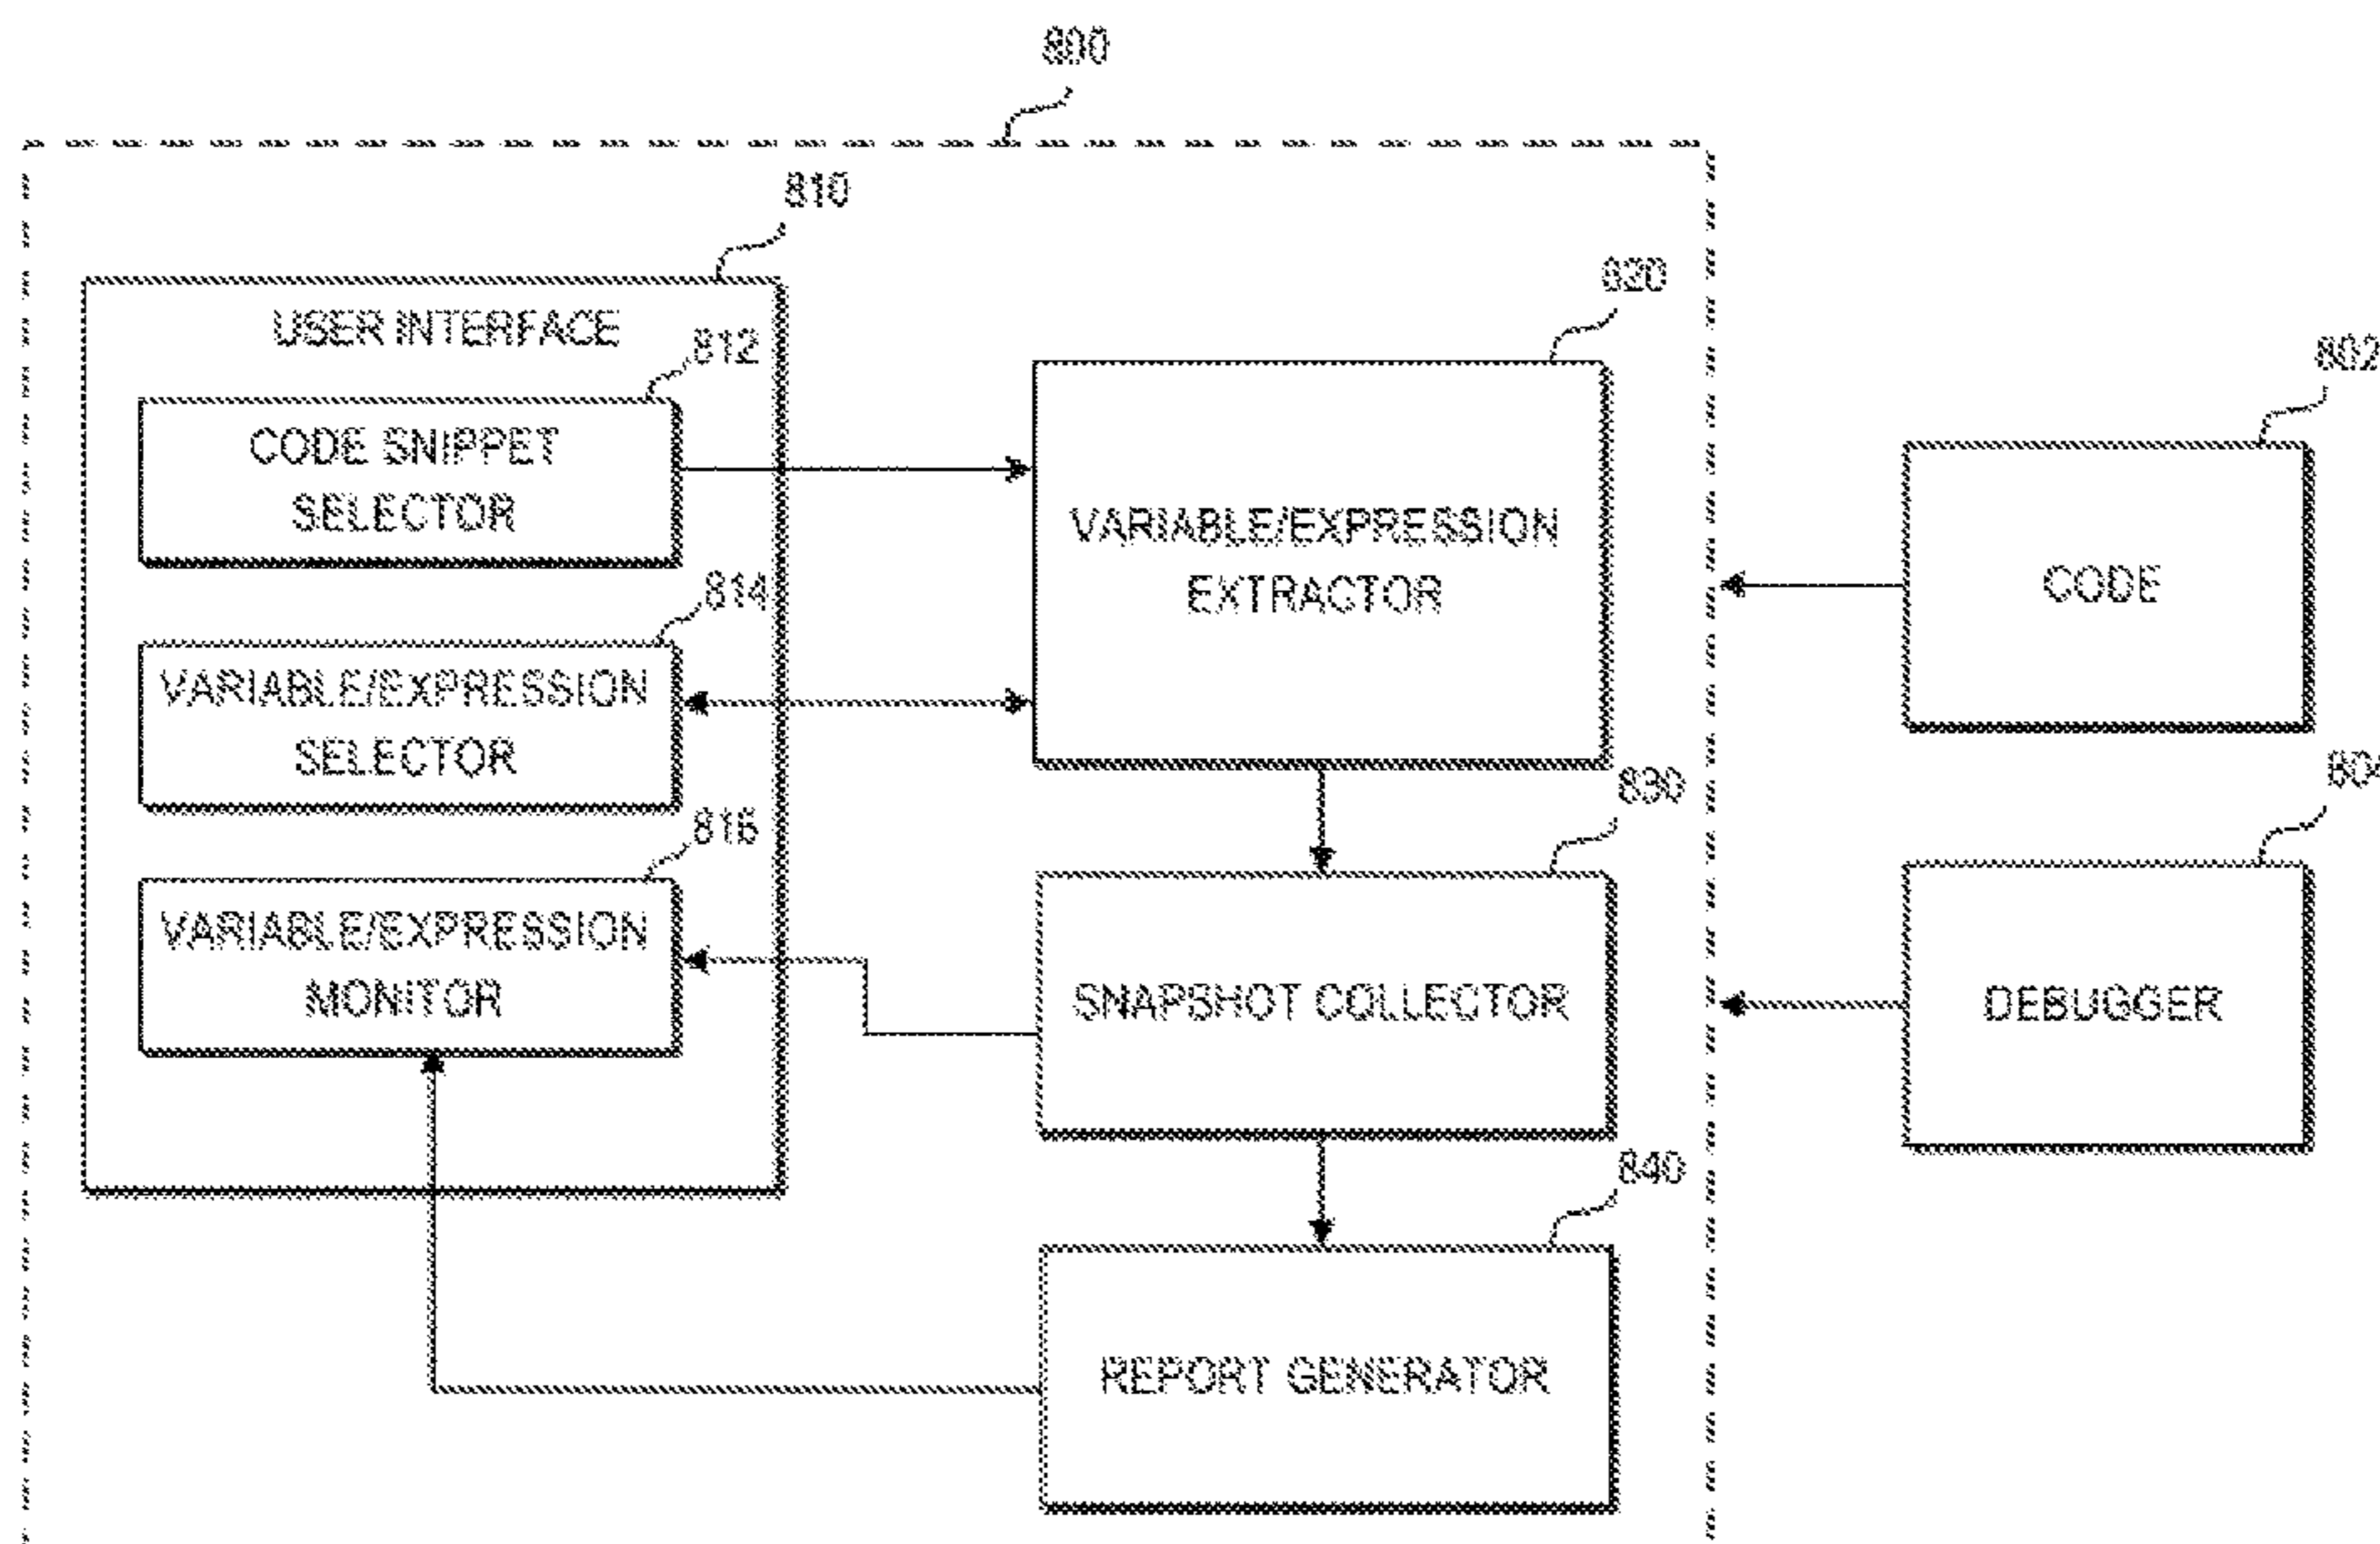 800
810
USER INTERFACE
820
812
802
CODE SNIPPET
SELECTOR
VARIABLE/EXPRESSION
EXTRACTOR
CODE
814
VARIABLE/EXPRESSION
SELECTOR
830
816
VARIABLE/EXPRESSION
MONITOR
SNAPSHOT COLLECTOR
DEBUGGER
840
REPORT GENERATOR